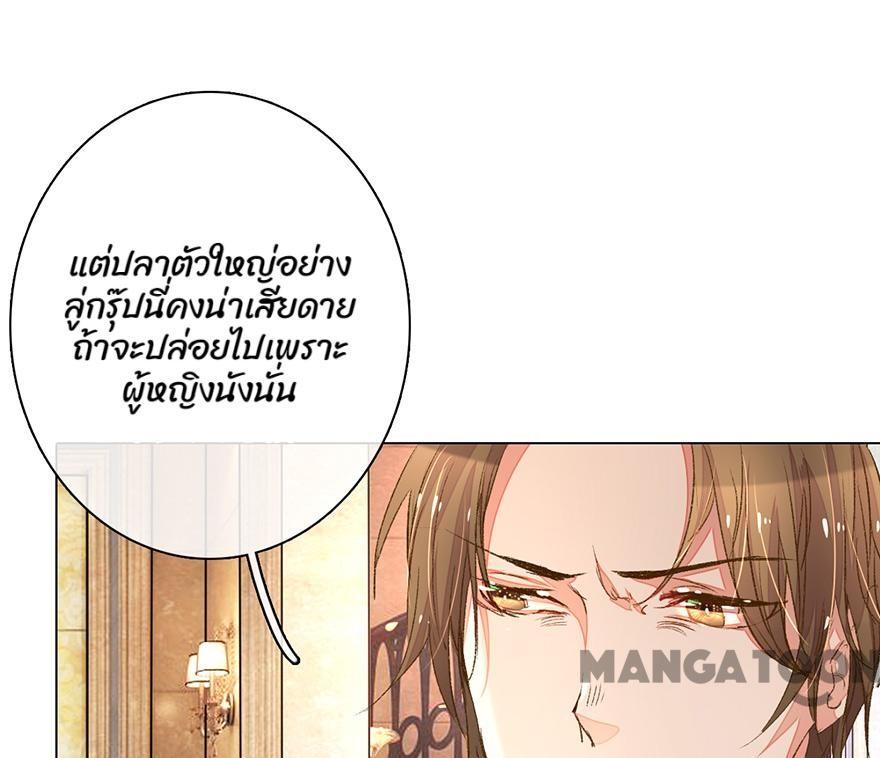 แต่ปลาตัวใหญ่อย่าง
ลู่กรุ๊ปนี่คงน่าเสียดาย
ถ้าจะปล่อยไปเพราะ
ผู้หญิงนังนั่น
MANGATOON